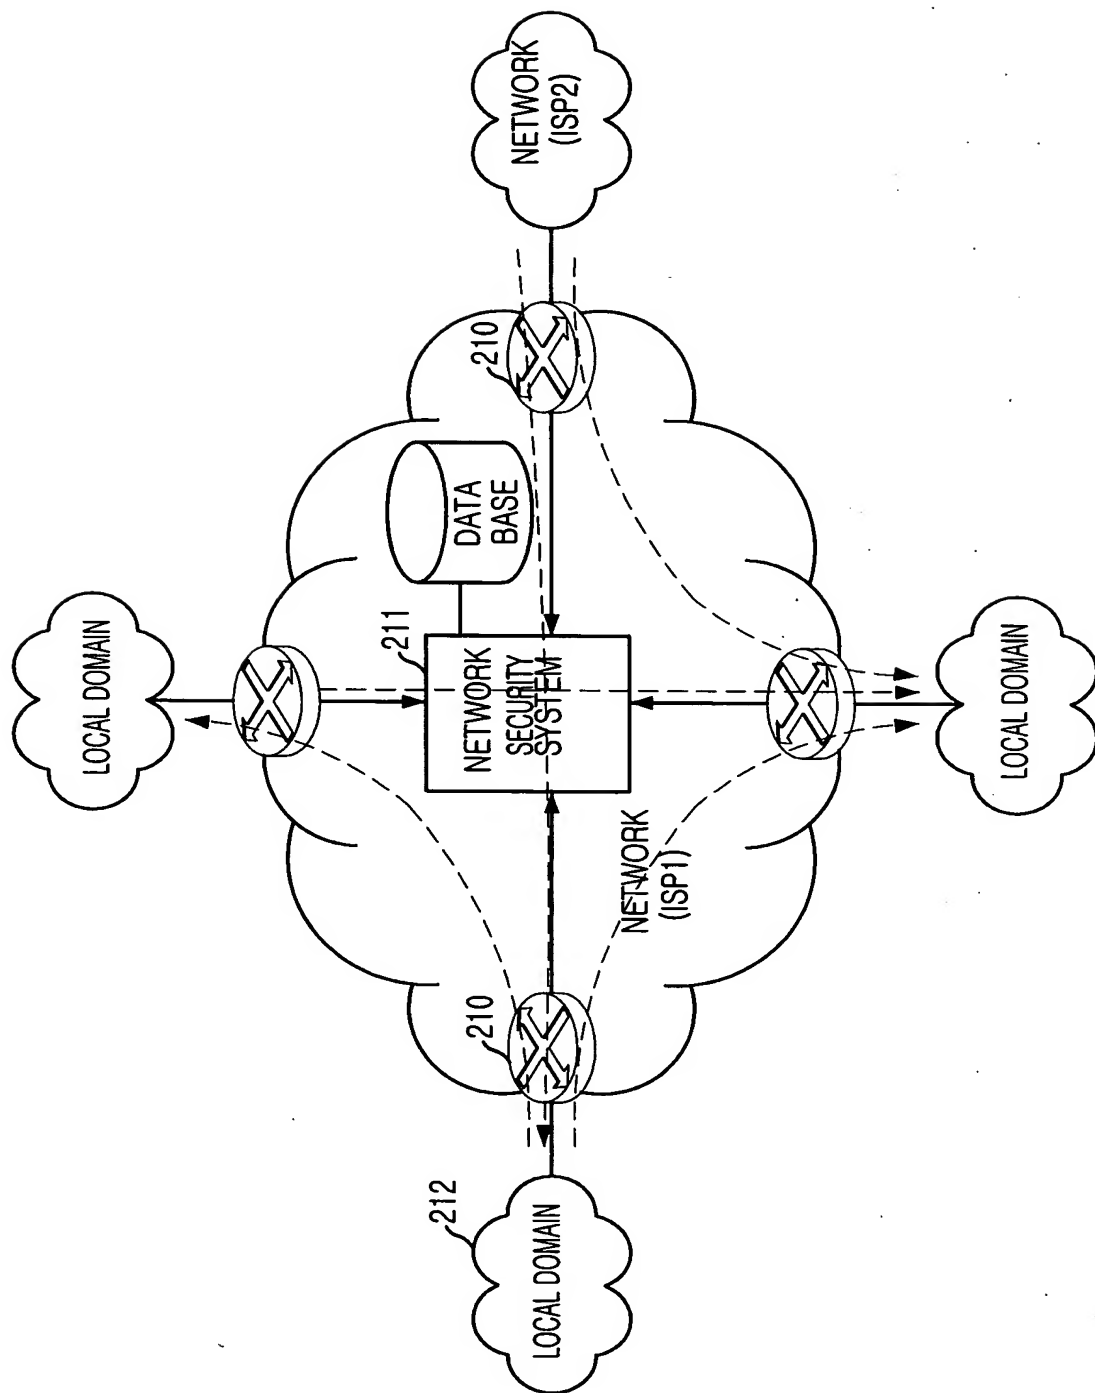 LOCAL DOMAIN
211
NETWORK
SECURITY
SYSTEM
DATA
BASE
210
NETWORK
(ISP2)
212
LOCAL DOMAIN
210
NETWORK
(ISP1)
LOCAL DOMAIN